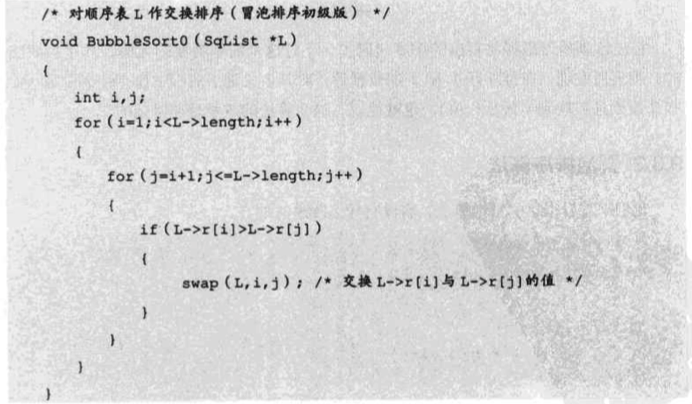 /* 对顺序表 L 作交换排序（冒泡排序初级版） */
void BubbleSort0 (SqList *L)
{
int i,j;
for (i=1;i<L->length;i++)
{
for (j=i+1;j<=L->length;j++)
{
if (L->r[i]>L->r[j])
{
swap (L,i,j); /* 交换 L->r[i]与 L->r[j]的值 */
}
}
}
}